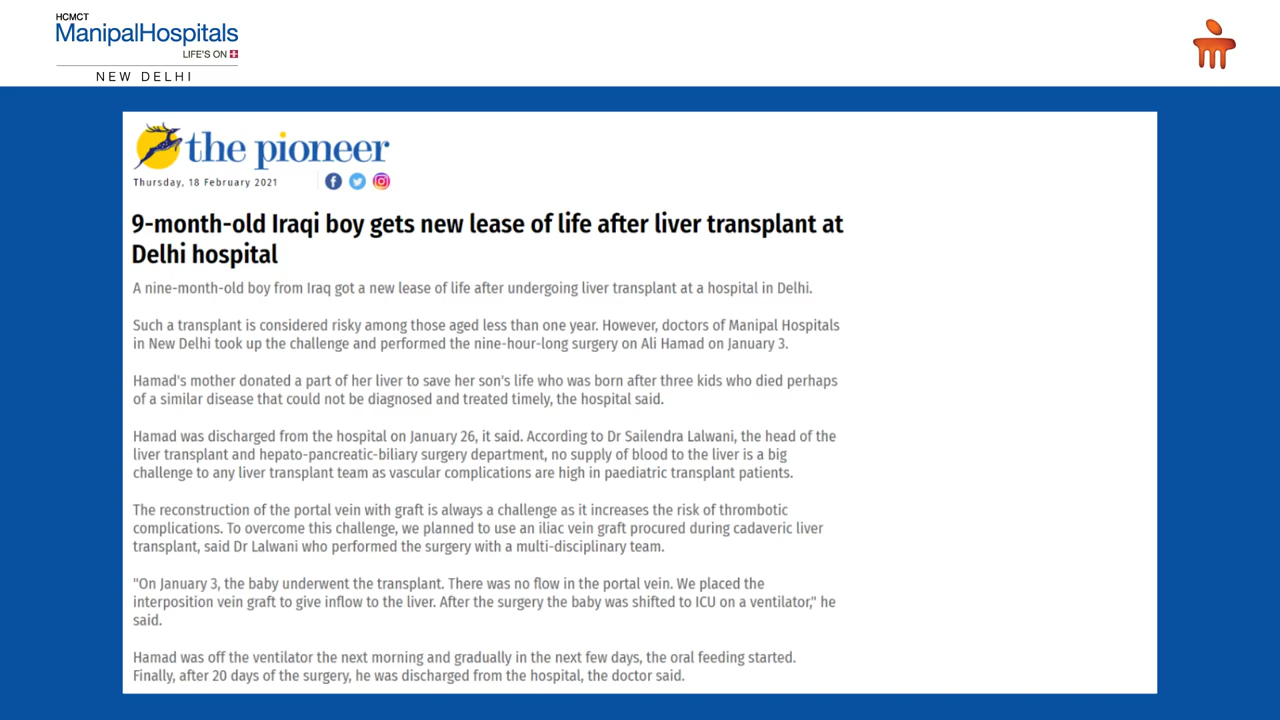 HCMCT
ManipalHospitals
LIFE'S ON
NEW DELHI
the pioneer
Thursday, 18 February 2021
9-month-old Iraqi boy gets new lease of life after liver transplant at
Delhi hospital
A nine-month-old boy from Iraq got a new lease of life after undergoing liver transplant at a hospital in Delhi.
Such a transplant is considered risky among those aged less than one year. However, doctors of Manipal Hospitals
in New Delhi took up the challenge and performed the nine-hour-long surgery on Ali Hamad on January 3.
Hamad's mother donated a part of her liver to save her son's life who was born after three kids who died perhaps
of a similar disease that could not be diagnosed and treated timely, the hospital said.
Hamad was discharged from the hospital on January 26, it said. According to Dr Sailendra Lalwani, the head of the
liver transplant and hepato-pancreatic-biliary surgery department, no supply of blood to the liver is a big
challenge to any liver transplant team as vascular complications are high in paediatric transplant patients.
The reconstruction of the portal vein with graft is always a challenge as it increases the risk of thrombotic
complications. To overcome this challenge, we planned to use an iliac vein graft procured during cadaveric liver
transplant, said Dr Lalwani who performed the surgery with a multi-disciplinary team.
"On January 3, the baby underwent the transplant. There was no flow in the portal vein. We placed the
interposition vein graft to give inflow to the liver. After the surgery the baby was shifted to ICU on a ventilator," he
said.
Hamad was off the ventilator the next morning and gradually in the next few days, the oral feeding started.
Finally, after 20 days of the surgery, he was discharged from the hospital, the doctor said.